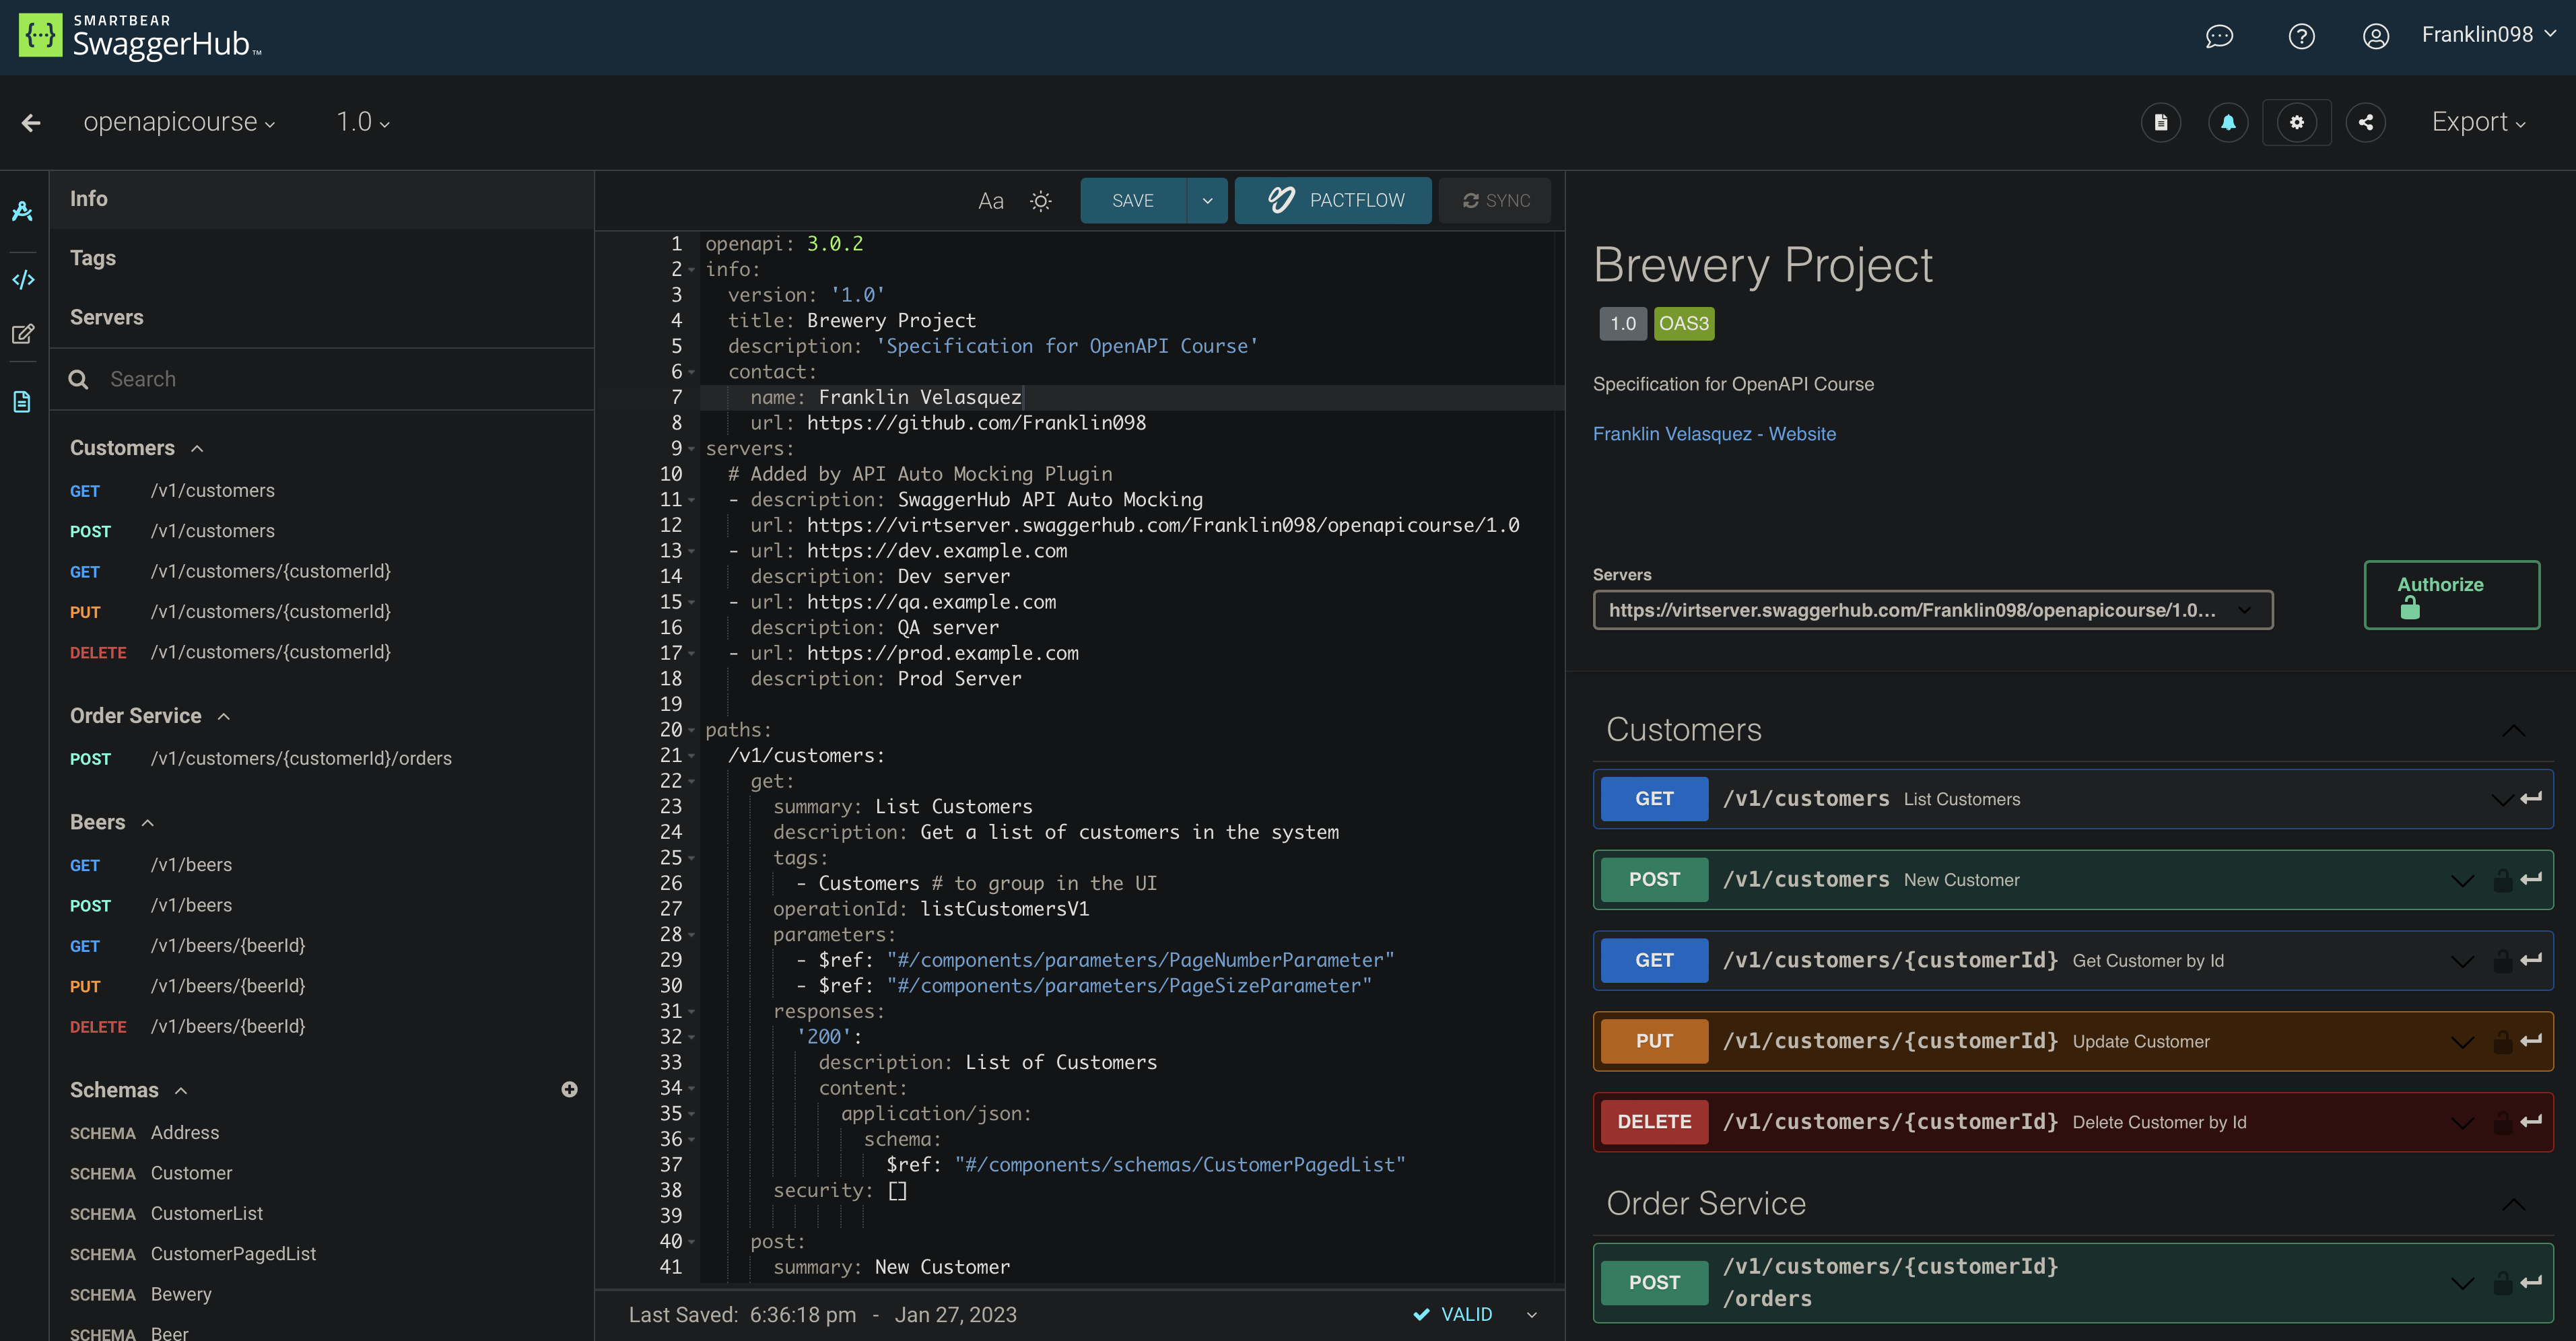 SMARTBEAR
SwaggerHub™
Franklin098
openapicourse
1.0
Export
Info
Tags
Servers
Search
Customers
GET /v1/customers
POST /v1/customers
GET /v1/customers/{customerId}
PUT /v1/customers/{customerId}
DELETE /v1/customers/{customerId}
Order Service
POST /v1/customers/{customerId}/orders
Beers
GET /v1/beers
POST /v1/beers
GET /v1/beers/{beerId}
PUT /v1/beers/{beerId}
DELETE /v1/beers/{beerId}
Schemas
SCHEMA Address
SCHEMA Customer
SCHEMA CustomerList
SCHEMA CustomerPagedList
SCHEMA Bewery
SCHEMA Beer
Aa
SAVE
PACTFLOW
SYNC
1 openapi: 3.0.2
2 info:
3 version: '1.0'
4 title: Brewery Project
5 description: 'Specification for OpenAPI Course'
6 contact:
7 name: Franklin Velasquez
8 url: https://github.com/Franklin098
9 servers:
10 # Added by API Auto Mocking Plugin
11 - description: SwaggerHub API Auto Mocking
12 url: https://virtserver.swaggerhub.com/Franklin098/openapicourse/1.0
13 - url: https://dev.example.com
14 description: Dev server
15 - url: https://qa.example.com
16 description: QA server
17 - url: https://prod.example.com
18 description: Prod Server
19
20 paths:
21 /v1/customers:
22 get:
23 summary: List Customers
24 description: Get a list of customers in the system
25 tags:
26 - Customers # to group in the UI
27 operationId: listCustomersV1
28 parameters:
29 - $ref: "#/components/parameters/PageNumberParameter"
30 - $ref: "#/components/parameters/PageSizeParameter"
31 responses:
32 '200':
33 description: List of Customers
34 content:
35 application/json:
36 schema:
37 $ref: "#/components/schemas/CustomerPagedList"
38 security: []
39
40 post:
41 summary: New Customer
Last Saved: 6:36:18 pm - Jan 27, 2023
VALID
Brewery Project
1.0 OAS3
Specification for OpenAPI Course
Franklin Velasquez - Website
Servers
https://virtserver.swaggerhub.com/Franklin098/openapicourse/1.0...
Authorize
Customers
GET /v1/customers List Customers
POST /v1/customers New Customer
GET /v1/customers/{customerId} Get Customer by Id
PUT /v1/customers/{customerId} Update Customer
DELETE /v1/customers/{customerId} Delete Customer by Id
Order Service
POST /v1/customers/{customerId}
/orders